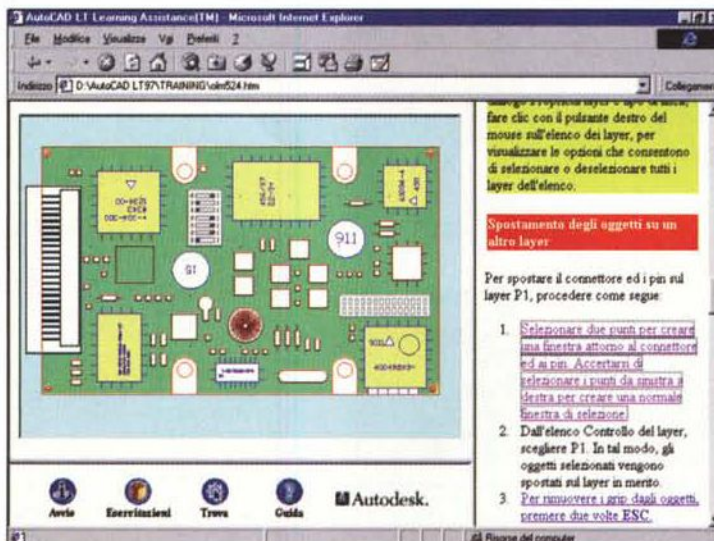 AutoCAD LT Learning Assistance[TM] - Microsoft Internet Explorer
File Modifica Visualizza Vai Preferiti ?
Indirizzo D:\AutoCAD LT97\TRAINING\olm524.htm Collegamenti
fare clic con il pulsante destro del
mouse sull'elenco dei layer, per
visualizzare le opzioni che consentono
di selezionare o deselezionare tutti i
layer dell'elenco.
Spostamento degli oggetti su un
altro layer
Per spostare il connettore ed i pin sul
layer P1, procedere come segue:
1. Selezionare due punti per creare
una finestra attorno al connettore
ed ai pin. Accertarsi di
selezionare i punti da sinistra a
destra per creare una normale
finestra di selezione.
2. Dall'elenco Controllo del layer,
scegliere P1. In tal modo, gli
oggetti selezionati vengono
spostati sul layer in merito.
3. Per rimuovere i grip dagli oggetti,
premere due volte ESC.
911
G1
Avvio Esercitazioni Trova Guida Autodesk.
Risorse del computer